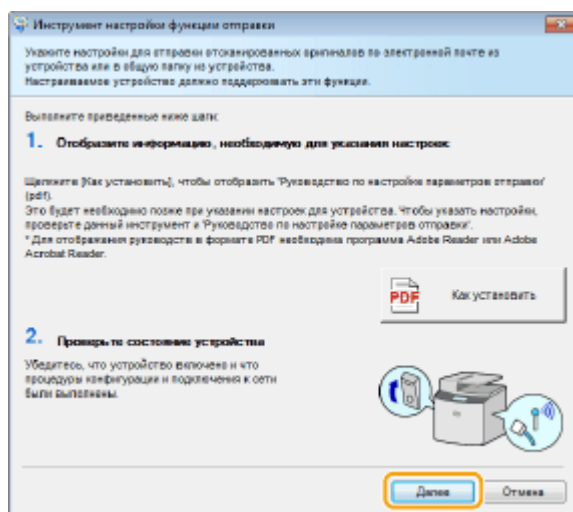 Инструмент настройки функции отправки
Укажите настройки для отправки отсканированных оригиналов по электронной почте из
устройства или в общую папку из устройства.
Настраиваемое устройство должно поддерживать эти функции.
Выполните приведенные ниже шаги:
1. Отобразите информацию, необходимую для указания настроек
Щелкните [Как установить], чтобы отобразить 'Руководство по настройке параметров отправки'
(pdf).
Это будет необходимо позже при указании настроек для устройства. Чтобы указать настройки,
проверьте данный инструмент и 'Руководство по настройке параметров отправки'.
* Для отображения руководств в формате PDF необходима программа Adobe Reader или Adobe
Acrobat Reader.
PDF Как установить
2. Проверьте состояние устройства
Убедитесь, что устройство включено и что
процедуры конфигурации и подключения к сети
были выполнены.
Далее Отмена